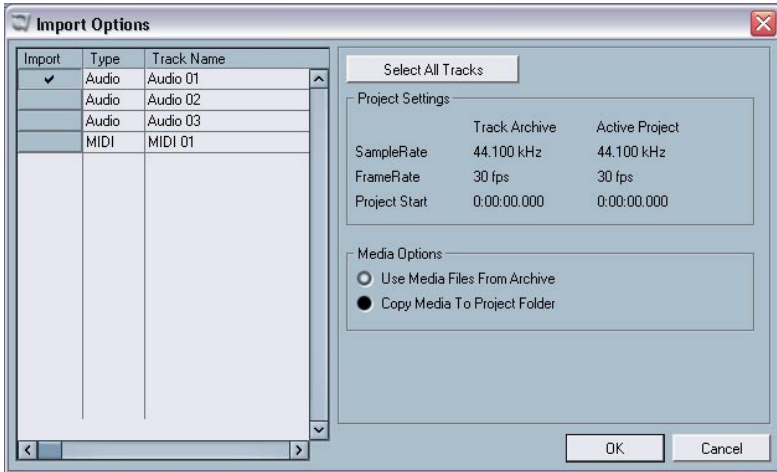 Import Options
Import Type Track Name
Audio Audio 01
Audio Audio 02
Audio Audio 03
MIDI MIDI 01
Select All Tracks
Project Settings
Track Archive Active Project
SampleRate 44.100 kHz 44.100 kHz
FrameRate 30 fps 30 fps
Project Start 0:00:00.000 0:00:00.000
Media Options
Use Media Files From Archive
Copy Media To Project Folder
OK Cancel